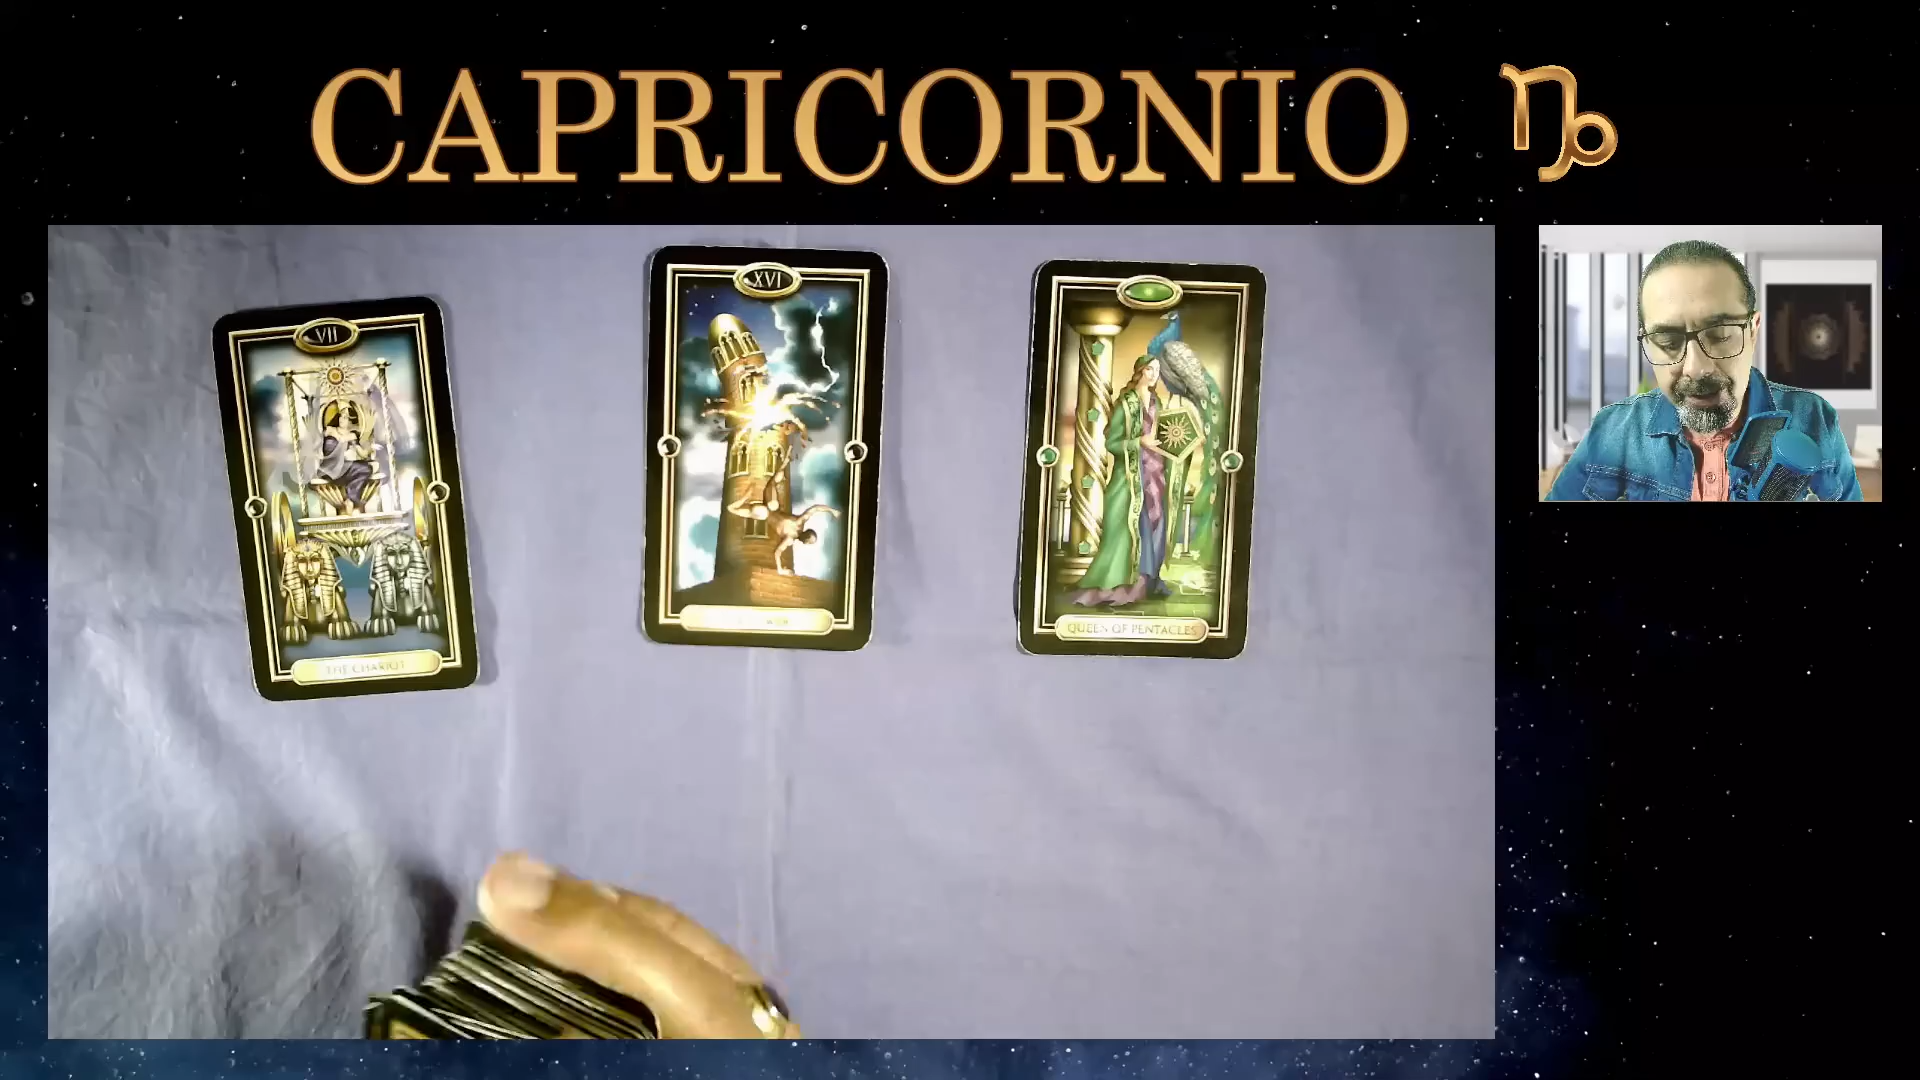 CAPRICORNIO
VII
XVI
THE CHARIOT
QUEEN OF PENTACLES